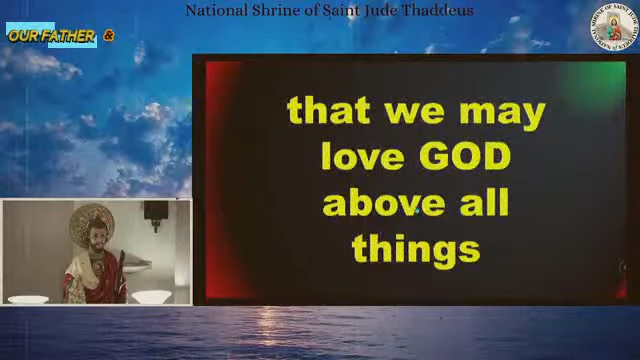 National Shrine of Saint Jude Thaddeus
OUR FATHER &
that we may
love GOD
above all
things